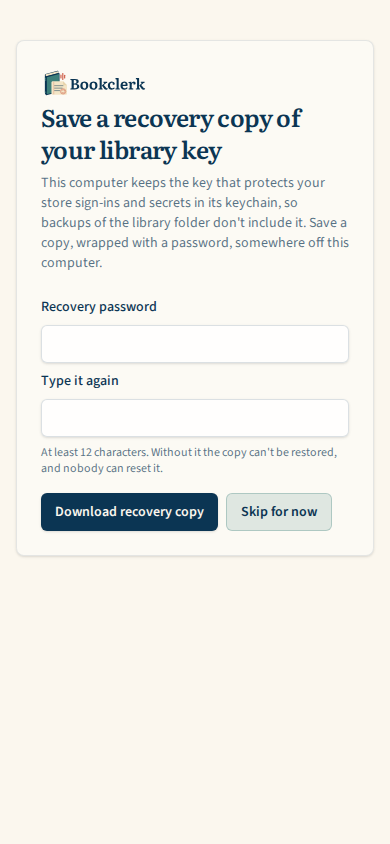 Bookclerk
Save a recovery copy of
your library key
This computer keeps the key that protects your
store sign-ins and secrets in its keychain, so
backups of the library folder don't include it. Save a
copy, wrapped with a password, somewhere off this
computer.
Recovery password
Type it again
At least 12 characters. Without it the copy can't be restored,
and nobody can reset it.
Download recovery copy
Skip for now